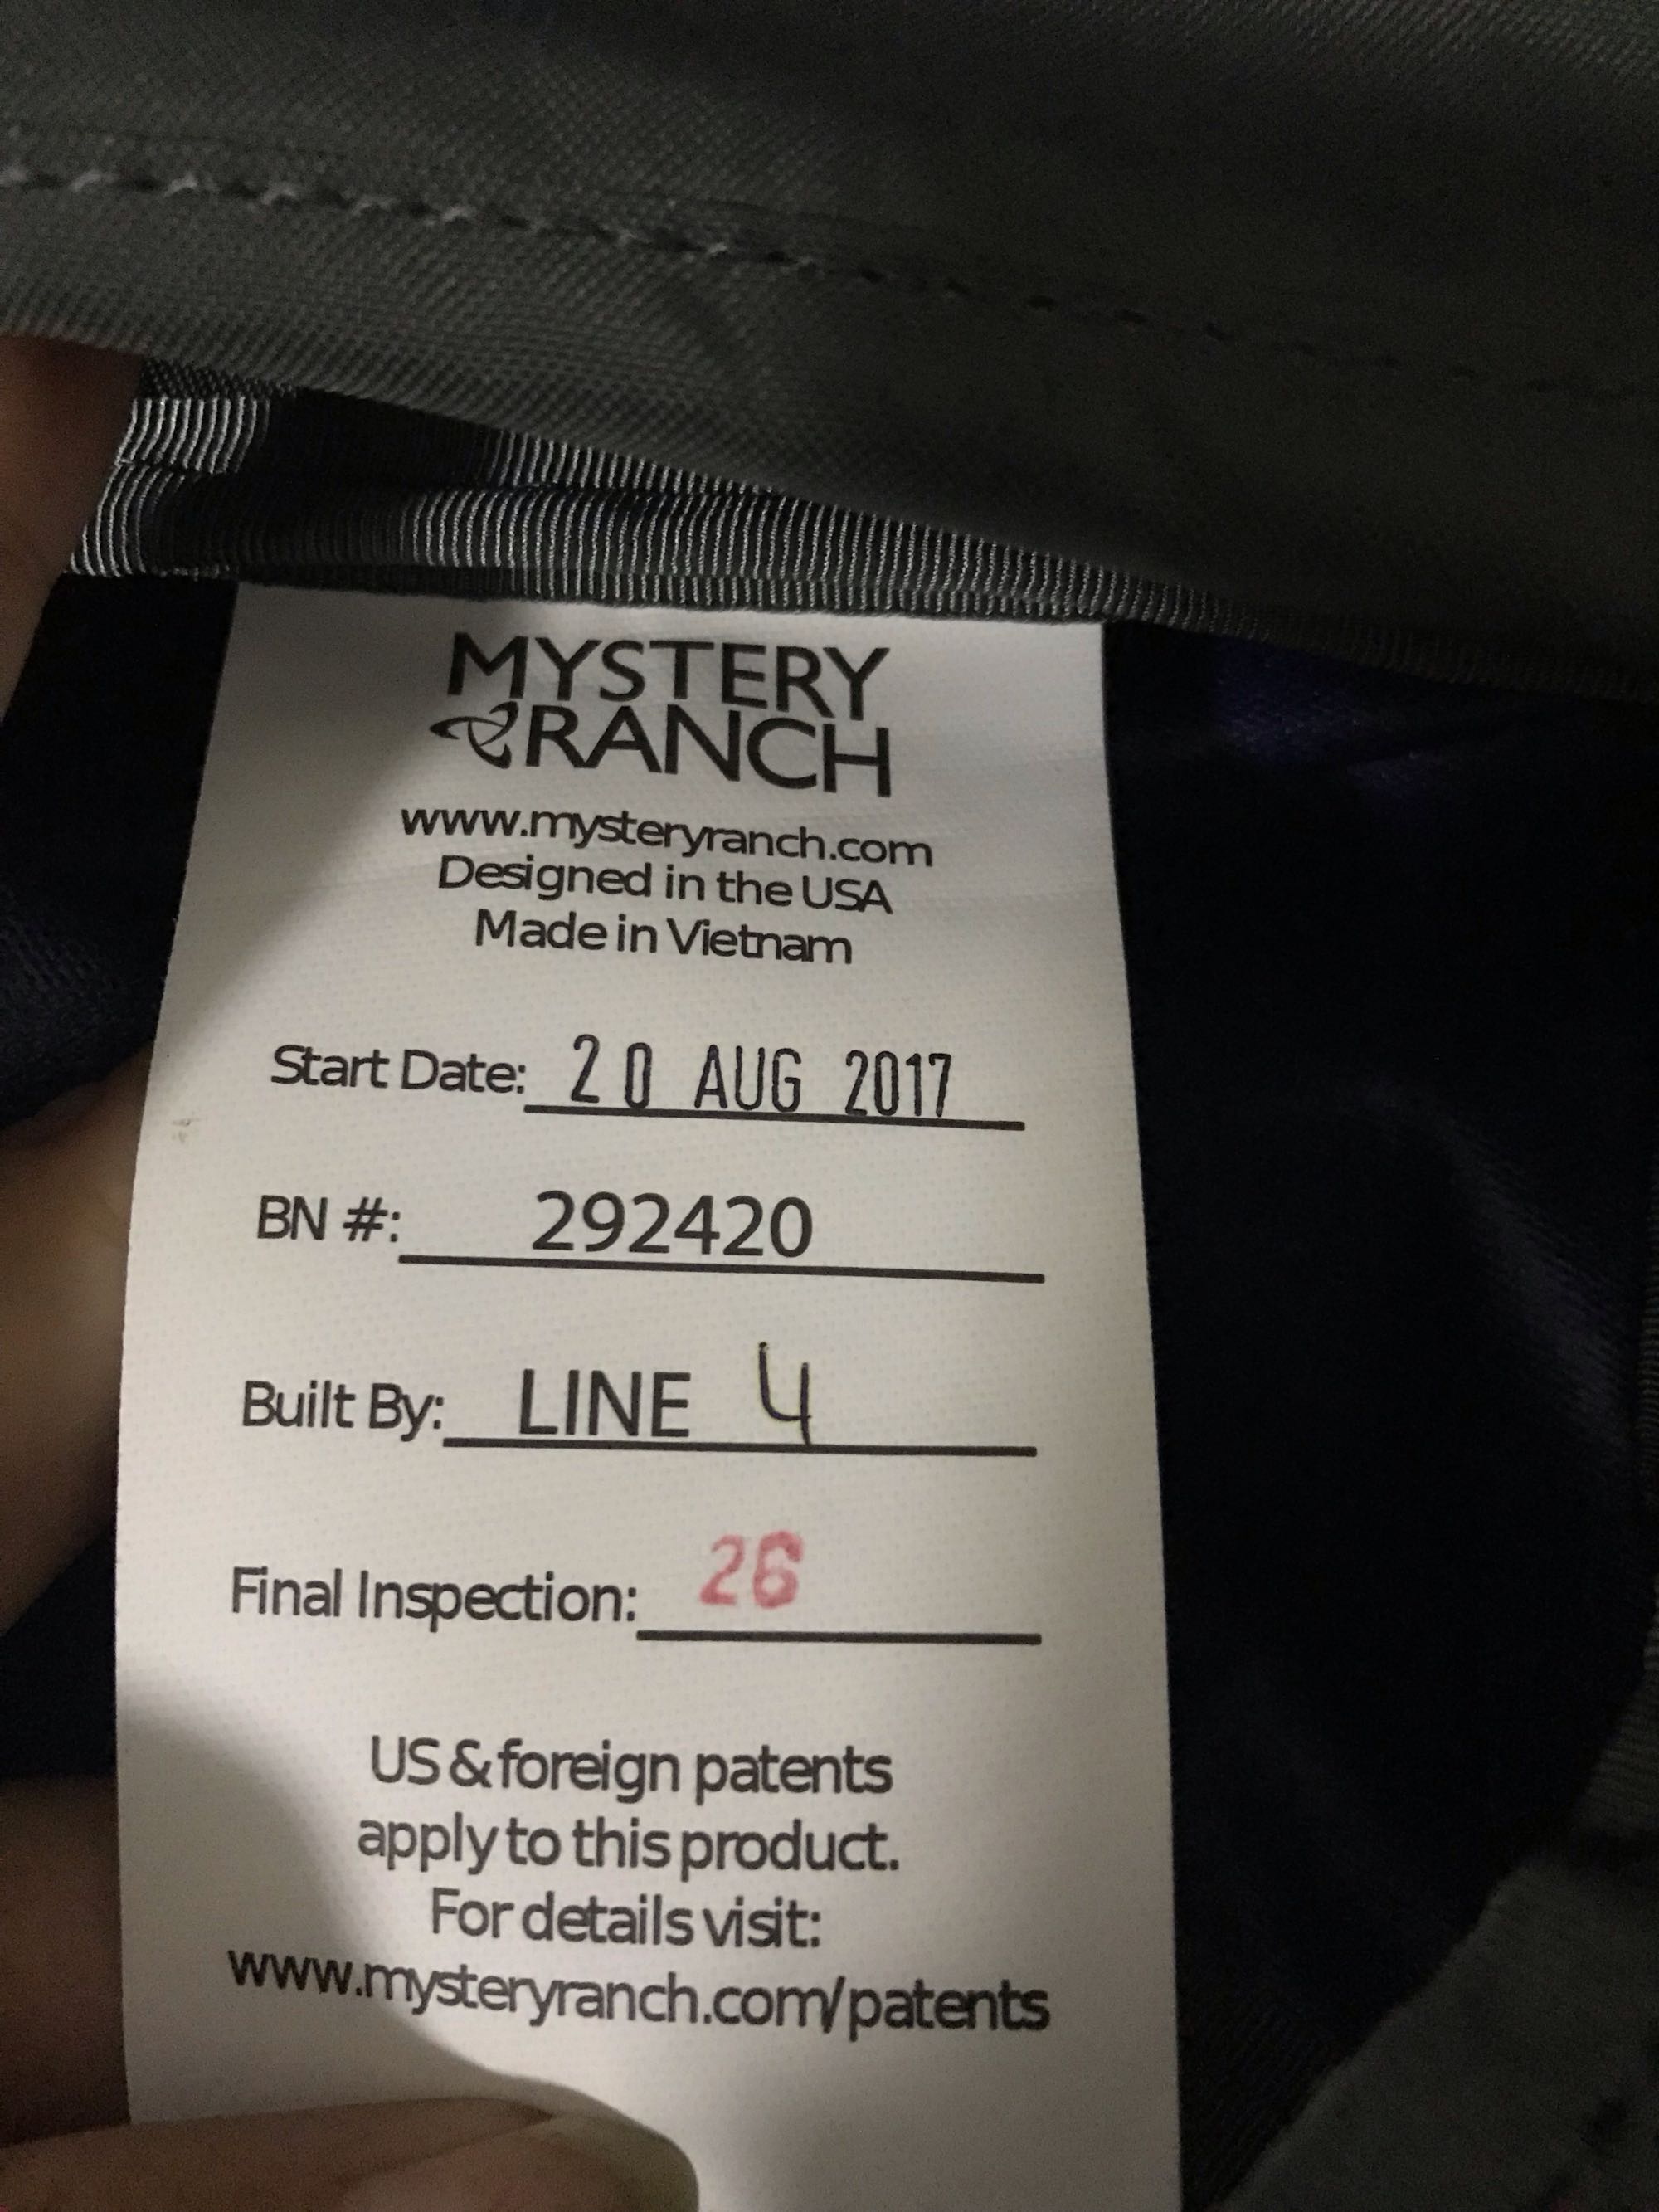 MYSTERY
RANCH
www.mysteryranch.com
Designed in the USA
Made in Vietnam
Start Date: 20 AUG 2017
BN #: 292420
Built By: LINE 4
Final Inspection: 26
US & foreign patents
apply to this product.
For details visit:
www.mysteryranch.com/patents